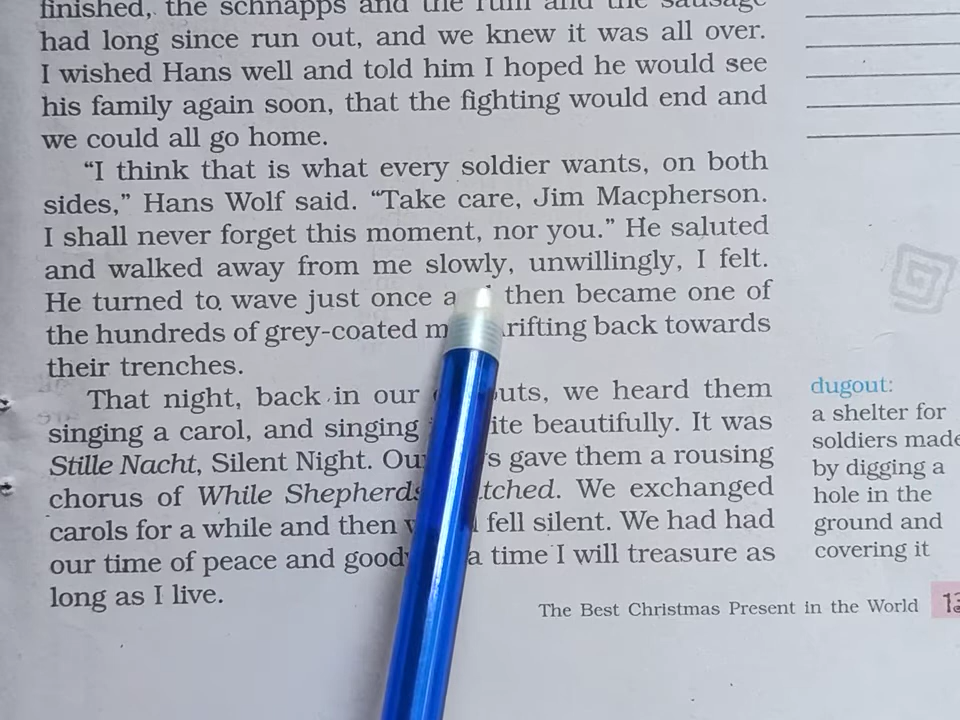 finished, the schnapps and the rum and the sausage
had long since run out, and we knew it was all over.
I wished Hans well and told him I hoped he would see
his family again soon, that the fighting would end and
we could all go home.
“I think that is what every soldier wants, on both
sides,” Hans Wolf said. “Take care, Jim Macpherson.
I shall never forget this moment, nor you.” He saluted
and walked away from me slowly, unwillingly, I felt.
He turned to wave just once then became one of
the hundreds of grey-coated back towards
their trenches.
That night, back in our we heard them
singing a carol, and singing beautifully. It was
Stille Nacht, Silent Night. gave them a rousing
chorus of While Shepherds We exchanged
carols for a while and then fell silent. We had had
our time of peace and a time I will treasure as
long as I live.
dugout:
a shelter for
soldiers made
by digging a
hole in the
ground and
covering it
The Best Christmas Present in the World